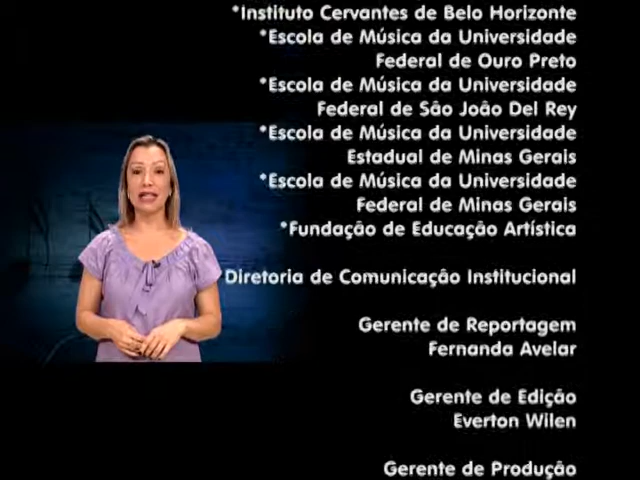 *Instituto Cervantes de Belo Horizonte
*Escola de Música da Universidade
Federal de Ouro Preto
*Escola de Música da Universidade
Federal de São João Del Rey
*Escola de Música da Universidade
Estadual de Minas Gerais
*Escola de Música da Universidade
Federal de Minas Gerais
*Fundação de Educação Artística
Diretoria de Comunicação Institucional
Gerente de Reportagem
Fernanda Avelar
Gerente de Edição
Everton Wilen
Gerente de Produção